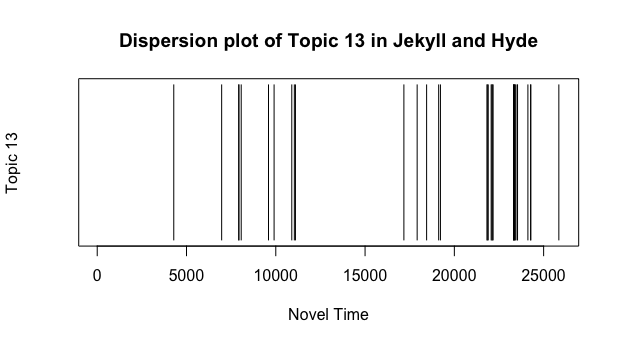 Dispersion plot of Topic 13 in Jekyll and Hyde
Topic 13
0 5000 10000 15000 20000 25000
Novel Time